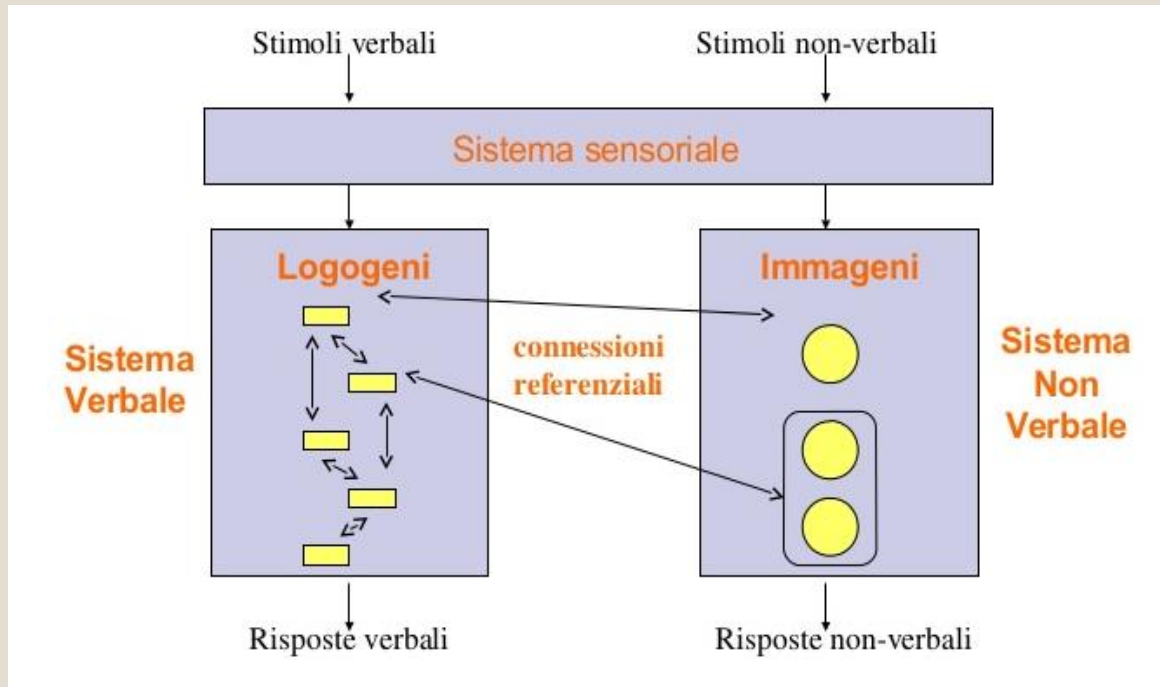 Stimoli verbali
Stimoli non-verbali
Sistema sensoriale
Logogeni
Immageni
Sistema
Verbale
connessioni
referenziali
Sistema
Non
Verbale
Risposte verbali
Risposte non-verbali